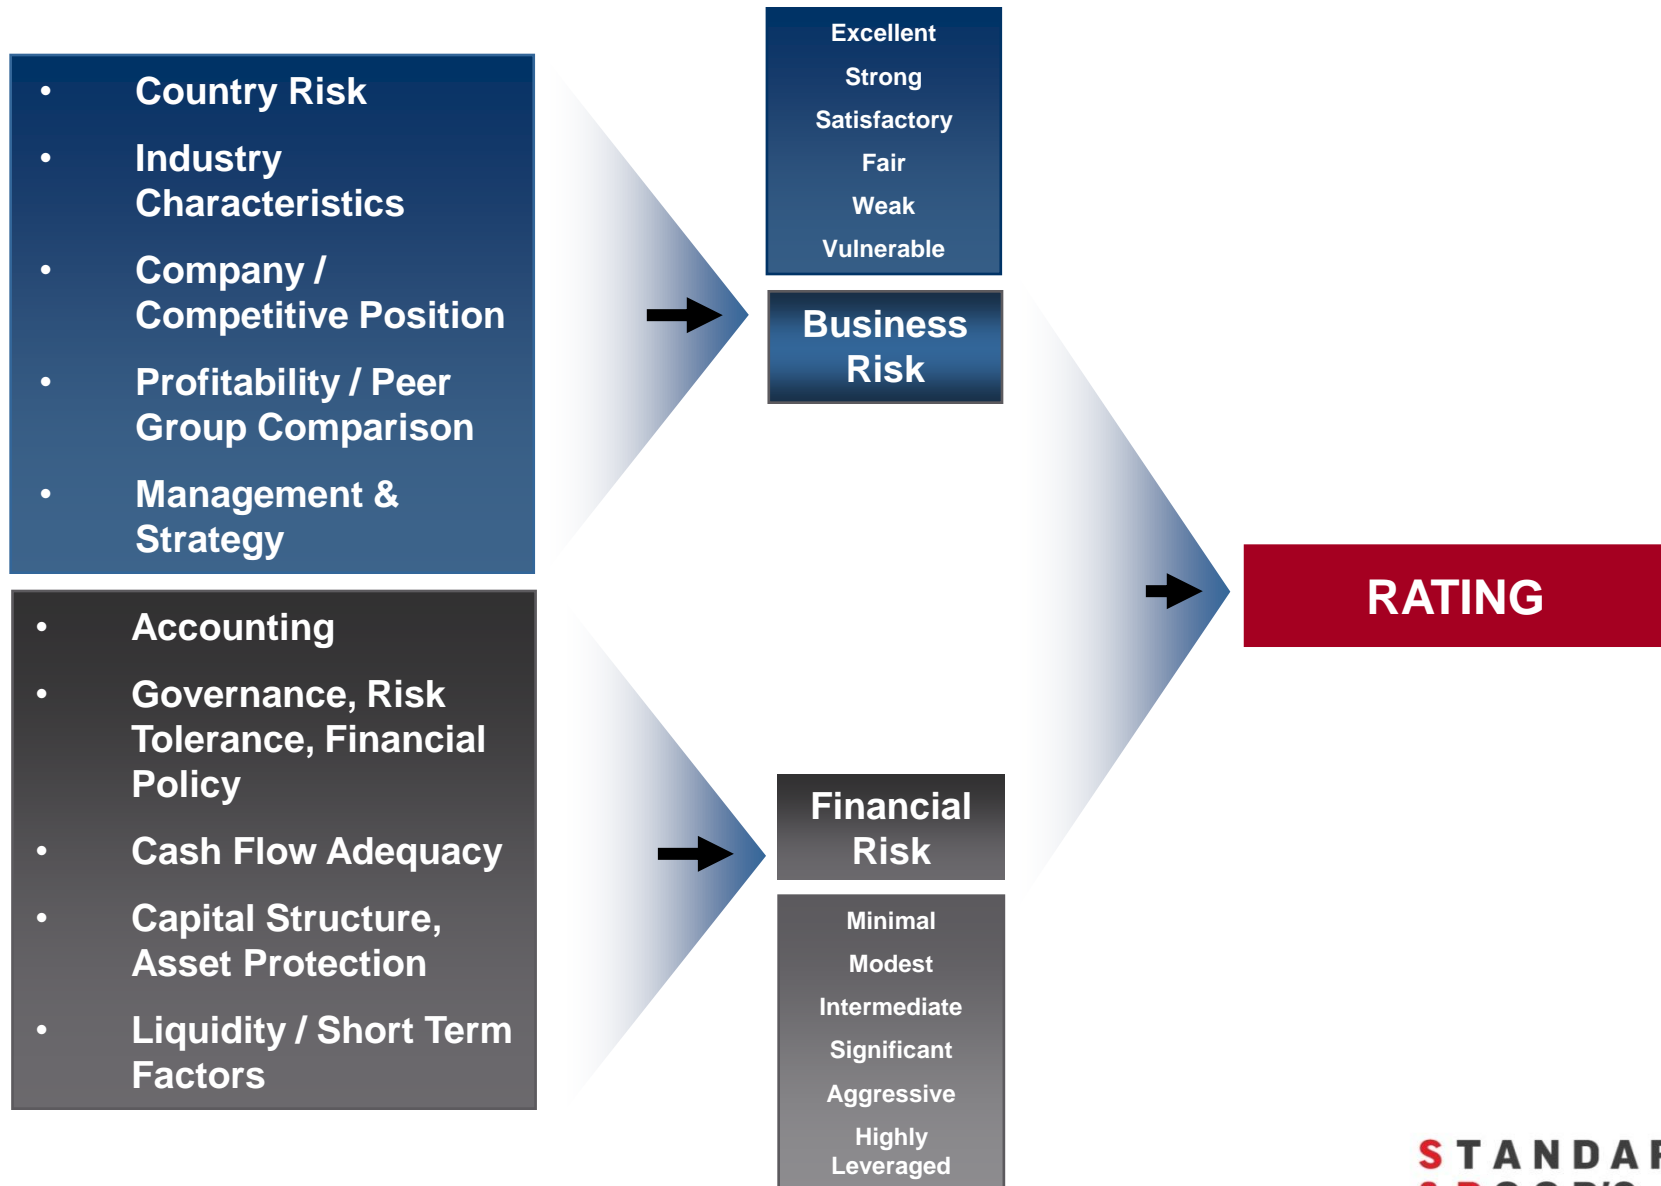 • Country Risk
• Industry
Characteristics
• Company /
Competitive Position
• Profitability / Peer
Group Comparison
• Management &
Strategy
• Accounting
• Governance, Risk
Tolerance, Financial
Policy
• Cash Flow Adequacy
• Capital Structure,
Asset Protection
• Liquidity / Short Term
Factors
Excellent
Strong
Satisfactory
Fair
Weak
Vulnerable
Business
Risk
Financial
Risk
Minimal
Modest
Intermediate
Significant
Aggressive
Highly
Leveraged
RATING